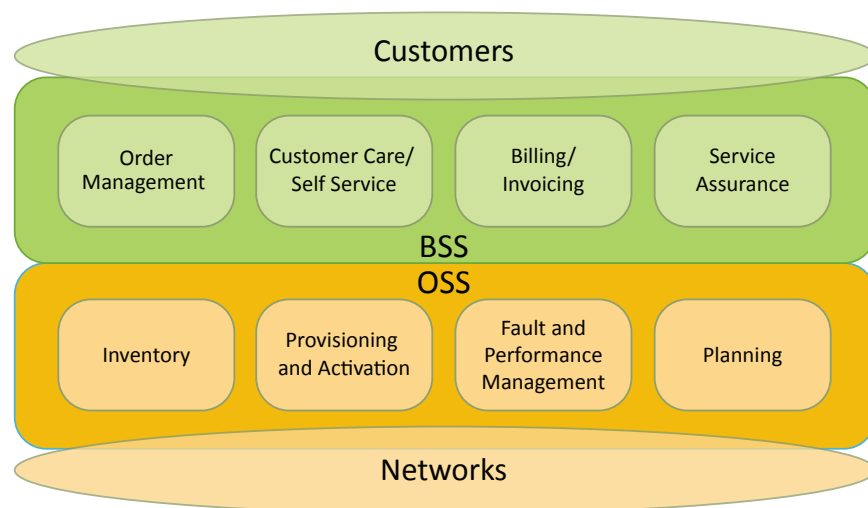 Customers
Order
Management
Customer Care/
Self Service
Billing/
Invoicing
Service
Assurance
BSS
OSS
Inventory
Provisioning
and Activation
Fault and
Performance
Management
Planning
Networks